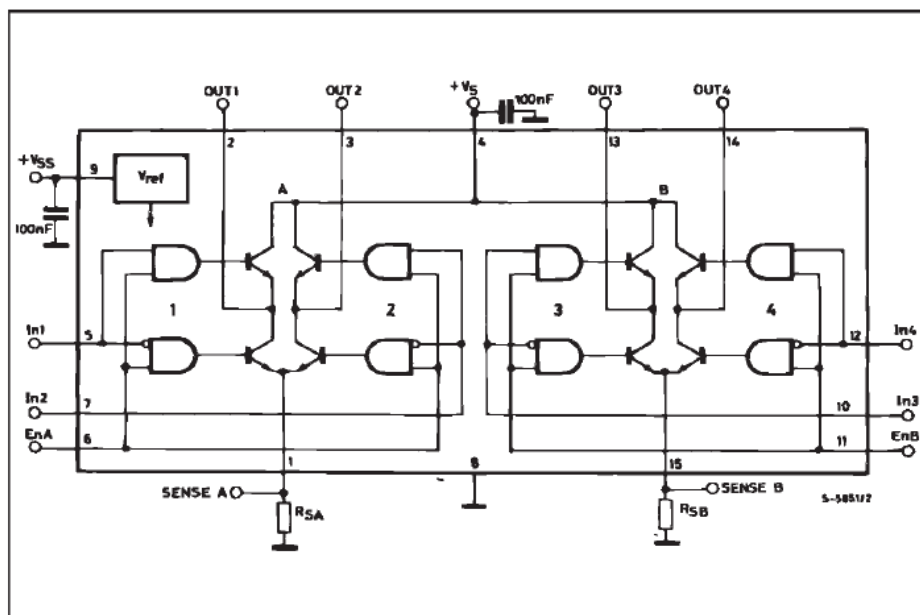 OUT1 OUT2 +VS 100nF OUT3 OUT4
2 3 4 13 14
+VSS 9 Vref A B
100nF
1 2 3 4
In1 5 12 In4
In2 7 10 In3
EnA 6 11 EnB
1 8 15
SENSE A SENSE B S-5851/2
RSA RSB